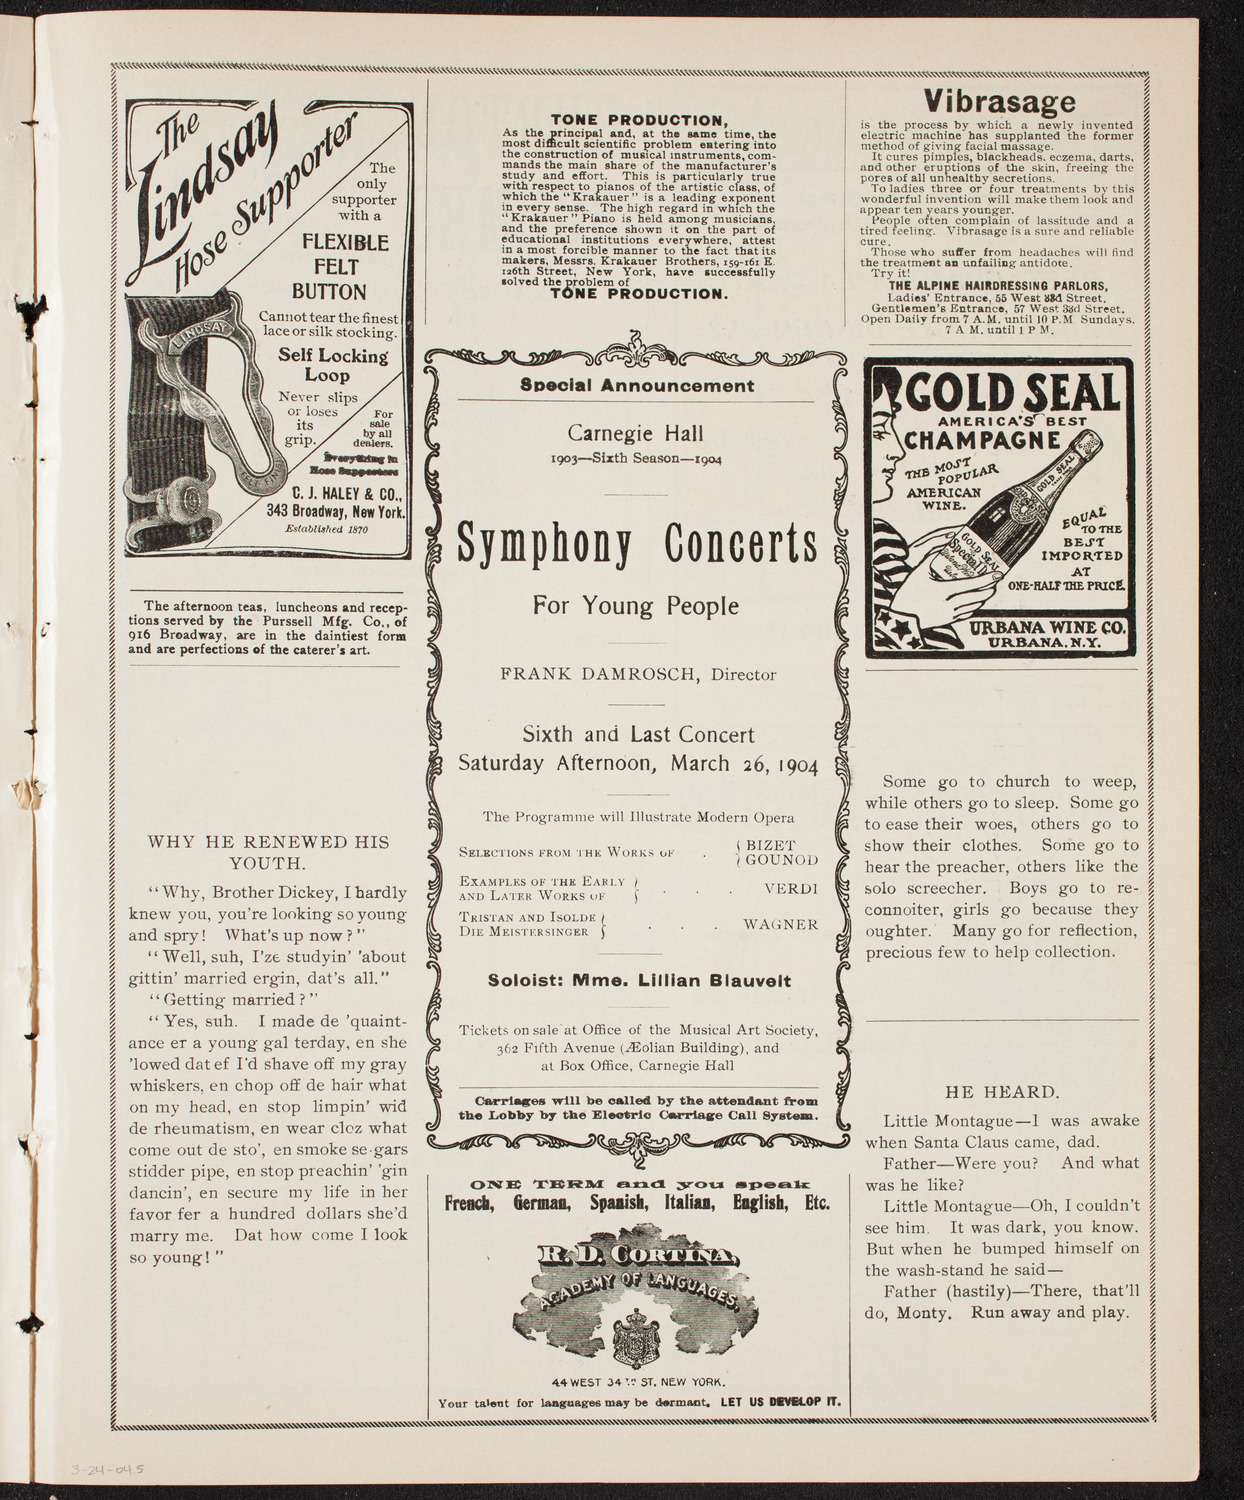 The
Lindsay
Hose Supporter
The
only
supporter
with a
FLEXIBLE
FELT
BUTTON
Cannot tear the finest
lace or silk stocking.
Self Locking
Loop
Never slips
or loses
its
grip.
For
sale
by all
dealers.
Everything in
Hose Supporters
C. J. HALEY & CO.,
343 Broadway, New York.
Established 1870
LINDSAY
The afternoon teas, luncheons and recep-
tions served by the Purssell Mfg. Co., of
916 Broadway, are in the daintiest form
and are perfections of the caterer's art.
WHY HE RENEWED HIS
YOUTH.
"Why, Brother Dickey, I hardly
knew you, you're looking so young
and spry! What's up now?"
"Well, suh, I'ze studyin' 'about
gittin' married ergin, dat's all."
"Getting married?"
"Yes, suh. I made de 'quaint-
ance er a young gal terday, en she
'lowed dat ef I'd shave off my gray
whiskers, en chop off de hair what
on my head, en stop limpin' wid
de rheumatism, en wear cloz what
come out de sto', en smoke se-gars
stidder pipe, en stop preachin' 'gin
dancin', en secure my life in her
favor fer a hundred dollars she'd
marry me. Dat how come I look
so young!"
TONE PRODUCTION,
As the principal and, at the same time, the
most difficult scientific problem entering into
the construction of musical instruments, com-
mands the main share of the manufacturer's
study and effort. This is particularly true
with respect to pianos of the artistic class, of
which the "Krakauer" is a leading exponent
in every sense. The high regard in which the
"Krakauer" Piano is held among musicians,
and the preference shown it on the part of
educational institutions everywhere, attest
in a most forcible manner to the fact that its
makers, Messrs. Krakauer Brothers, 159-161 E.
126th Street, New York, have successfully
solved the problem of
TONE PRODUCTION.
Special Announcement
Carnegie Hall
1903—Sixth Season—1904
Symphony Concerts
For Young People
FRANK DAMROSCH, Director
Sixth and Last Concert
Saturday Afternoon, March 26, 1904
The Programme will Illustrate Modern Opera
SELECTIONS FROM THE WORKS OF . { BIZET
{ GOUNOD
EXAMPLES OF THE EARLY }
AND LATER WORKS OF } . . . VERDI
TRISTAN AND ISOLDE }
DIE MEISTERSINGER } . . . WAGNER
Soloist: Mme. Lillian Blauvelt
Tickets on sale at Office of the Musical Art Society,
362 Fifth Avenue (Æolian Building), and
at Box Office, Carnegie Hall
Carriages will be called by the attendant from
the Lobby by the Electric Carriage Call System.
ONE TERM and you speak
French, German, Spanish, Italian, English, Etc.
R. D. CORTINA,
ACADEMY OF LANGUAGES,
44 WEST 34TH ST. NEW YORK.
Your talent for languages may be dormant, LET US DEVELOP IT.
Vibrasage
is the process by which a newly invented
electric machine has supplanted the former
method of giving facial massage.
It cures pimples, blackheads, eczema, darts,
and other eruptions of the skin, freeing the
pores of all unhealthy secretions.
To ladies three or four treatments by this
wonderful invention will make them look and
appear ten years younger.
People often complain of lassitude and a
tired feeling. Vibrasage is a sure and reliable
cure.
Those who suffer from headaches will find
the treatment an unfailing antidote.
Try it!
THE ALPINE HAIRDRESSING PARLORS,
Ladies' Entrance, 55 West 33d Street,
Gentlemen's Entrance, 57 West 33d Street.
Open Daily from 7 A.M. until 10 P.M Sundays,
7 A M. until 1 P M.
GOLD SEAL
AMERICA'S BEST
CHAMPAGNE
THE MOST
POPULAR
AMERICAN
WINE.
GOLD SEAL
GOLD SEAL
Special Dry
EQUAL
TO THE
BEST
IMPORTED
AT
ONE-HALF THE PRICE.
URBANA WINE CO.
URBANA, N.Y.
Some go to church to weep,
while others go to sleep. Some go
to ease their woes, others go to
show their clothes. Some go to
hear the preacher, others like the
solo screecher. Boys go to re-
connoiter, girls go because they
oughter. Many go for reflection,
precious few to help collection.
HE HEARD.
Little Montague—I was awake
when Santa Claus came, dad.
Father—Were you? And what
was he like?
Little Montague—Oh, I couldn't
see him. It was dark, you know.
But when he bumped himself on
the wash-stand he said—
Father (hastily)—There, that'll
do, Monty. Run away and play.
3-24-04.5